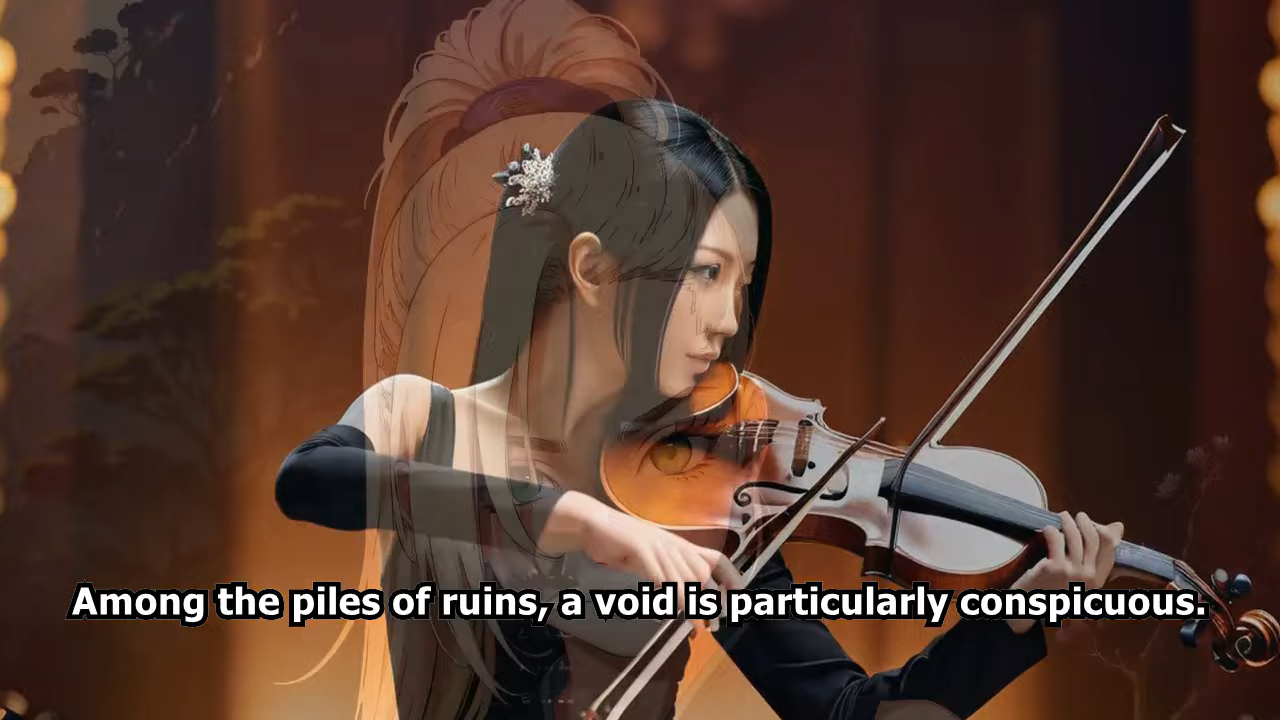 Among the piles of ruins, a void is particularly conspicuous.